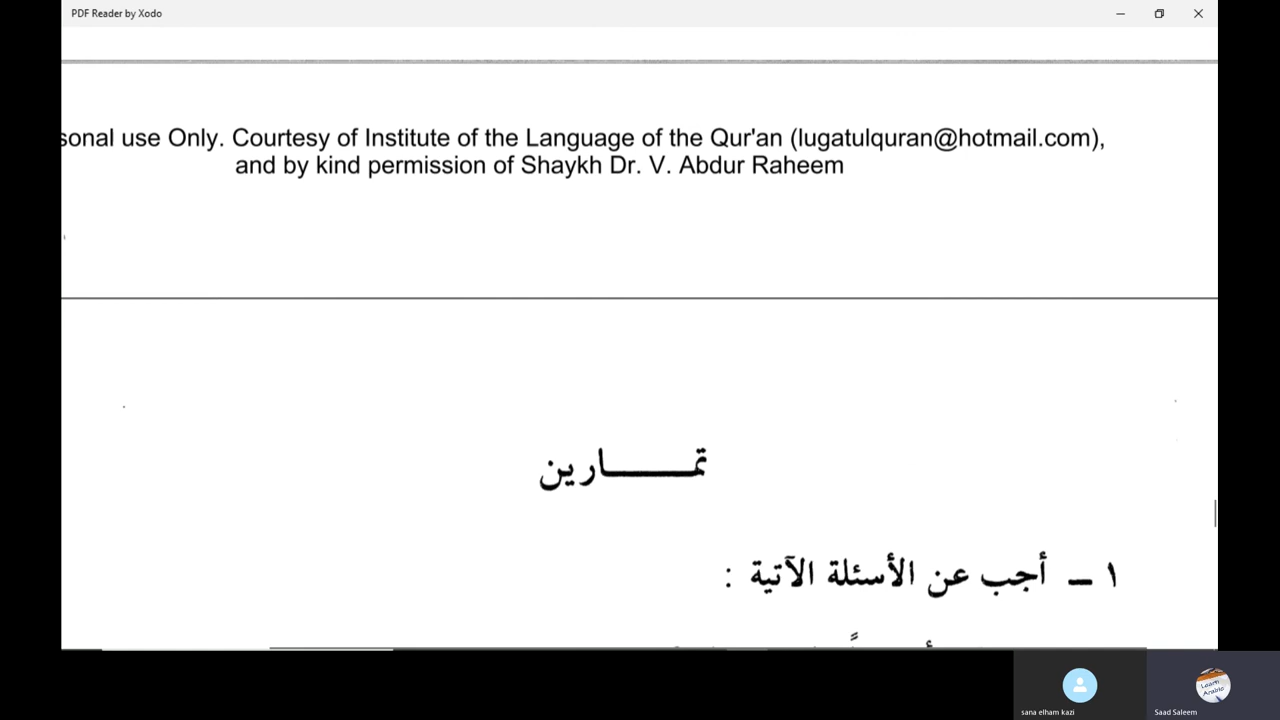 PDF Reader by Xodo
sonal use Only. Courtesy of Institute of the Language of the Qur'an (lugatulquran@hotmail.com),
and by kind permission of Shaykh Dr. V. Abdur Raheem
تمـــــــارين
١ – أجب عن الأسئلة الآتية :
sana elham kazi
Saad Saleem
Learn
Arabic